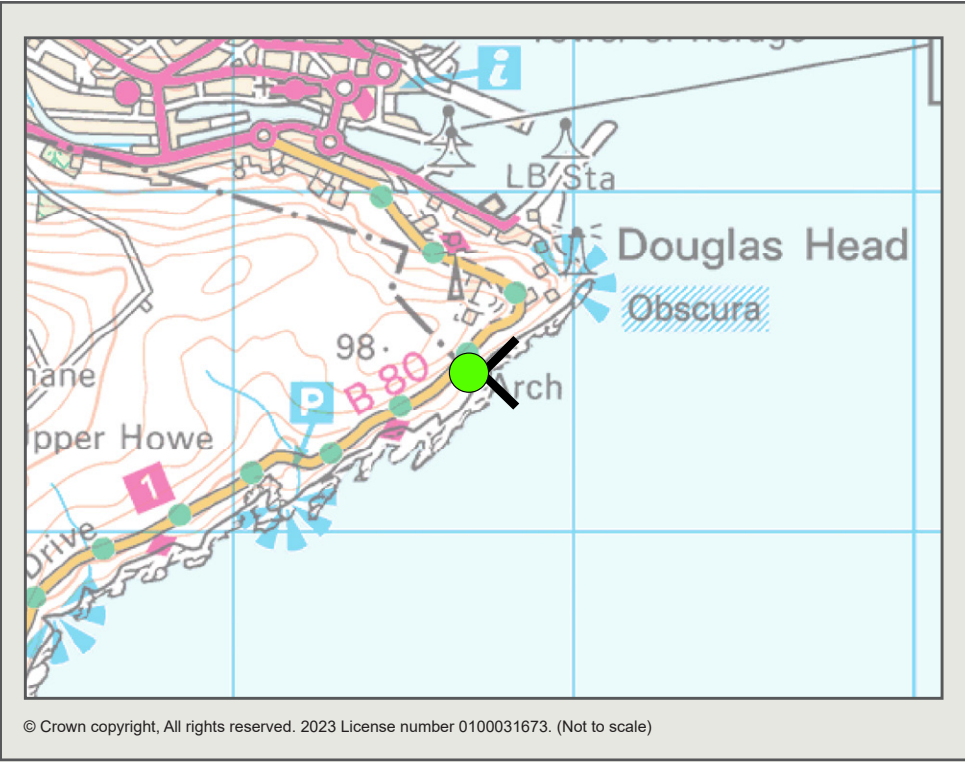 i
LB Sta
Douglas Head
Obscura
98
Arch
B 80
P
Upper Howe
1
Drive
© Crown copyright, All rights reserved. 2023 License number 0100031673. (Not to scale)